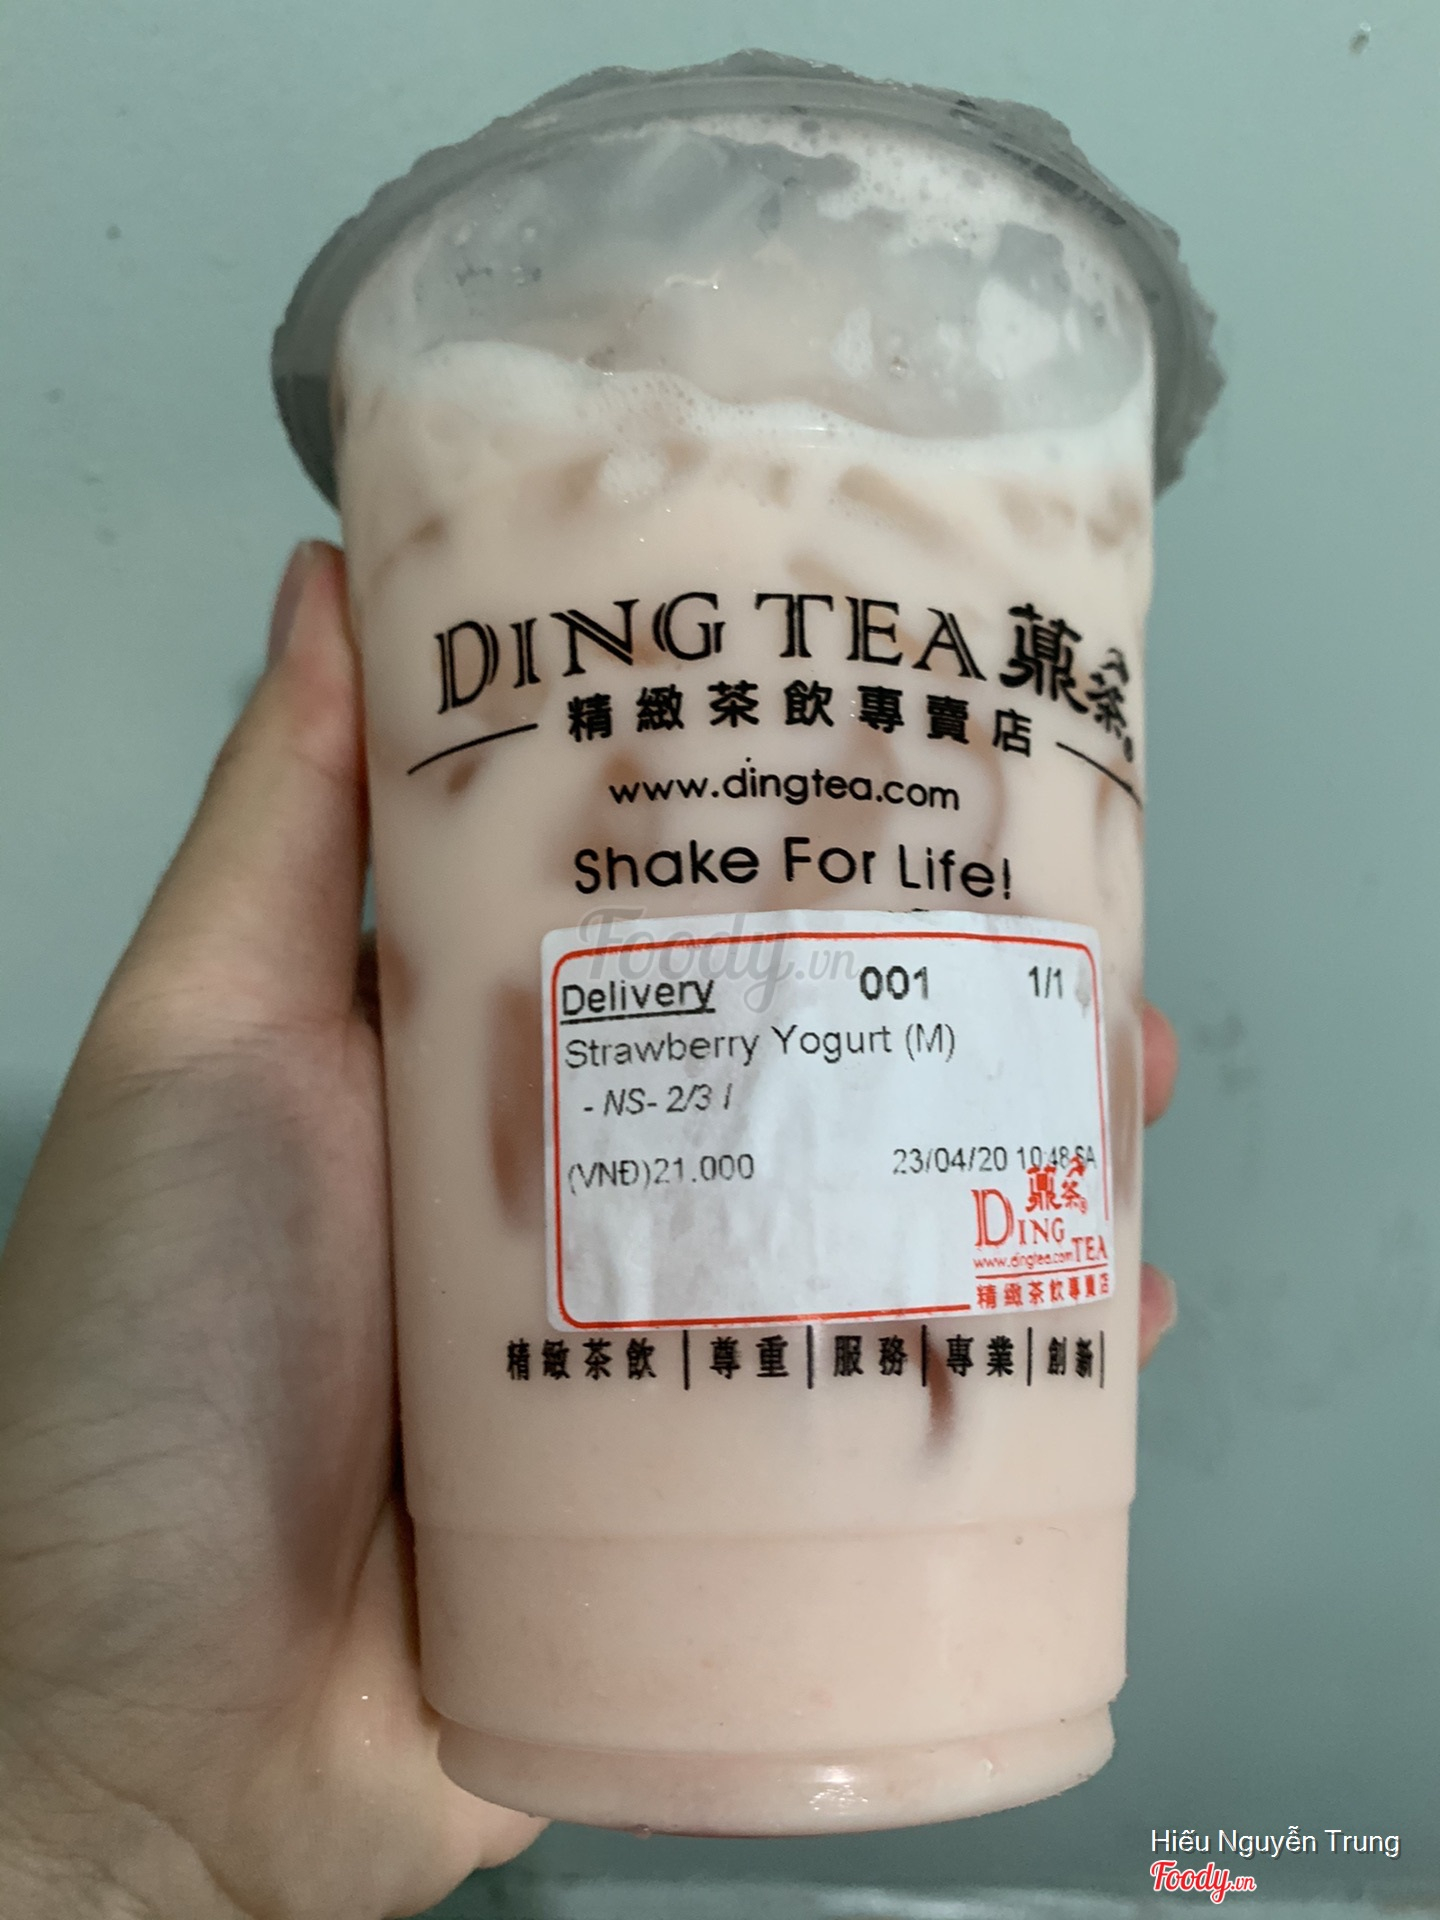 DING TEA 薡茶
精緻茶飲專賣店
www.dingtea.com
Shake For Life!
Foody.vn
Delivery 001 1/1
Strawberry Yogurt (M)
- NS- 2/3 I
(VNĐ)21.000 23/04/20 10:48 SA
薡茶
DING TEA
www.dingtea.com
精緻茶飲專賣店
精緻茶飲|尊重|服務|專業|創新|
Hiếu Nguyễn Trung
Foody.vn